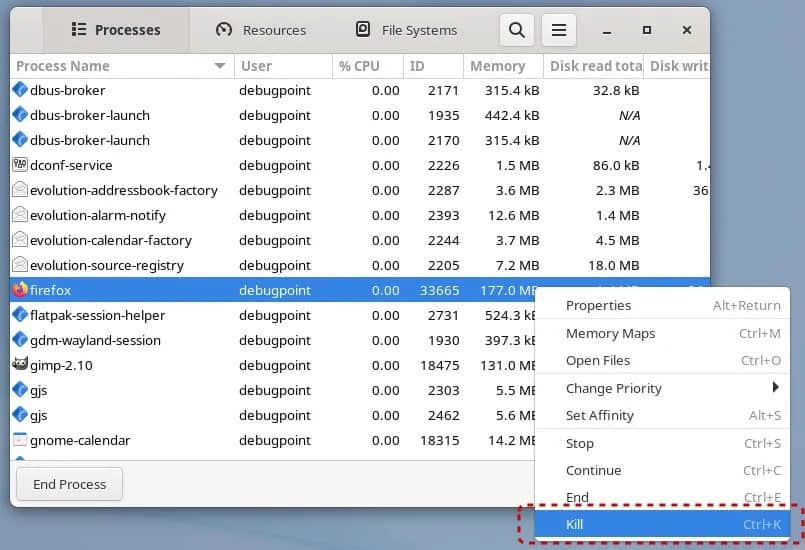 Processes Resources File Systems
Process Name User % CPU ID Memory Disk read tota Disk writ
dbus-broker debugpoint 0.00 2171 315.4 kB 32.8 kB
dbus-broker-launch debugpoint 0.00 1935 442.4 kB N/A
dbus-broker-launch debugpoint 0.00 2170 315.4 kB N/A
dconf-service debugpoint 0.00 2226 1.5 MB 86.0 kB 1.4
evolution-addressbook-factory debugpoint 0.00 2287 3.6 MB 2.3 MB 36
evolution-alarm-notify debugpoint 0.00 2393 12.6 MB 1.4 MB
evolution-calendar-factory debugpoint 0.00 2244 3.7 MB 4.5 MB
evolution-source-registry debugpoint 0.00 2205 7.2 MB 18.0 MB
firefox debugpoint 0.00 33665 177.0 MB
flatpak-session-helper debugpoint 0.00 2731 524.3 kB
gdm-wayland-session debugpoint 0.00 1930 397.3 kB
gimp-2.10 debugpoint 0.00 18475 131.0 MB
gjs debugpoint 0.00 2303 5.5 MB
gjs debugpoint 0.00 2462 5.6 MB
gnome-calendar debugpoint 0.00 18315 14.2 MB
End Process
Properties Alt+Return
Memory Maps Ctrl+M
Open Files Ctrl+O
Change Priority
Set Affinity Alt+S
Stop Ctrl+S
Continue Ctrl+C
End Ctrl+E
Kill Ctrl+K